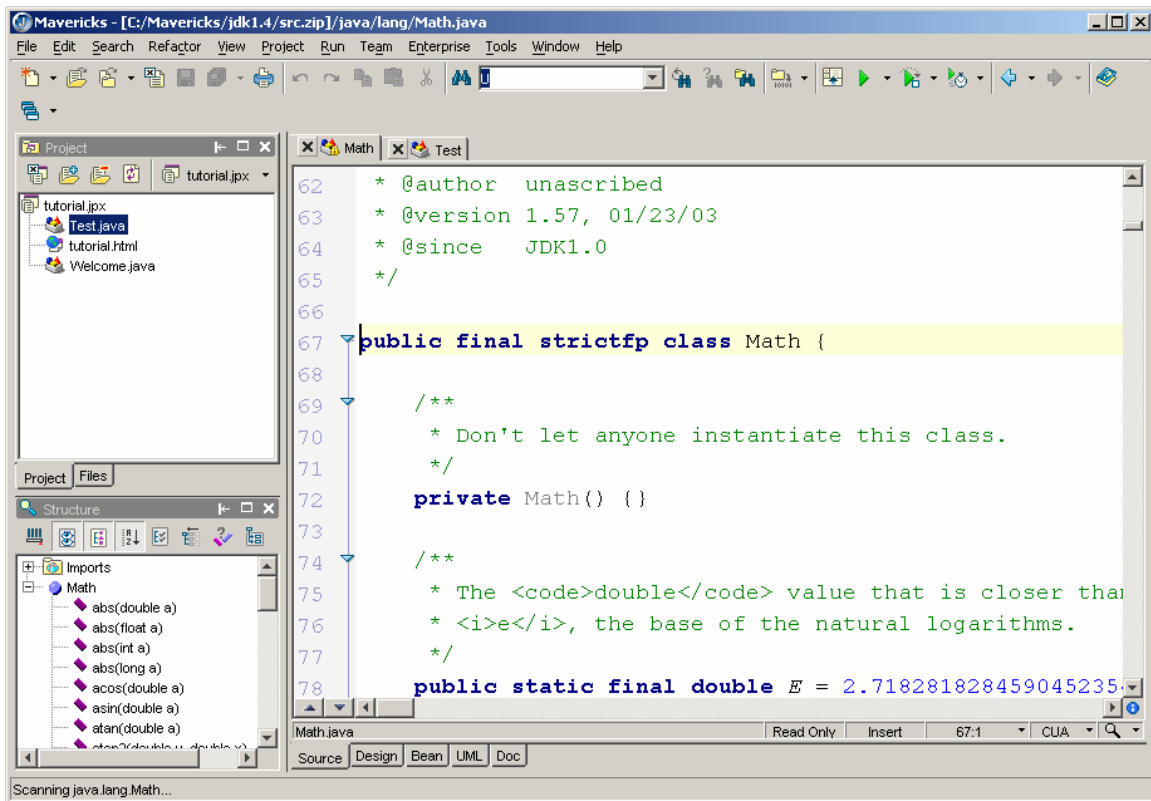 Mavericks - [C:/Mavericks/jdk1.4/src.zip]/java/lang/Math.java
File Edit Search Refactor View Project Run Team Enterprise Tools Window Help
Project
tutorial.jpx
tutorial.jpx
Test.java
tutorial.html
Welcome.java
Project Files
Structure
Imports
Math
abs(double a)
abs(float a)
abs(int a)
abs(long a)
acos(double a)
asin(double a)
atan(double a)
Math Test
62 * @author unascribed
63 * @version 1.57, 01/23/03
64 * @since JDK1.0
65 */
66
67 public final strictfp class Math {
68
69 /**
70 * Don't let anyone instantiate this class.
71 */
72 private Math() {}
73
74 /**
75 * The <code>double</code> value that is closer than
76 * <i>e</i>, the base of the natural logarithms.
77 */
78 public static final double E = 2.718281828459045235
Math.java Read Only Insert 67:1 CUA
Source Design Bean UML Doc
Scanning java.lang.Math...